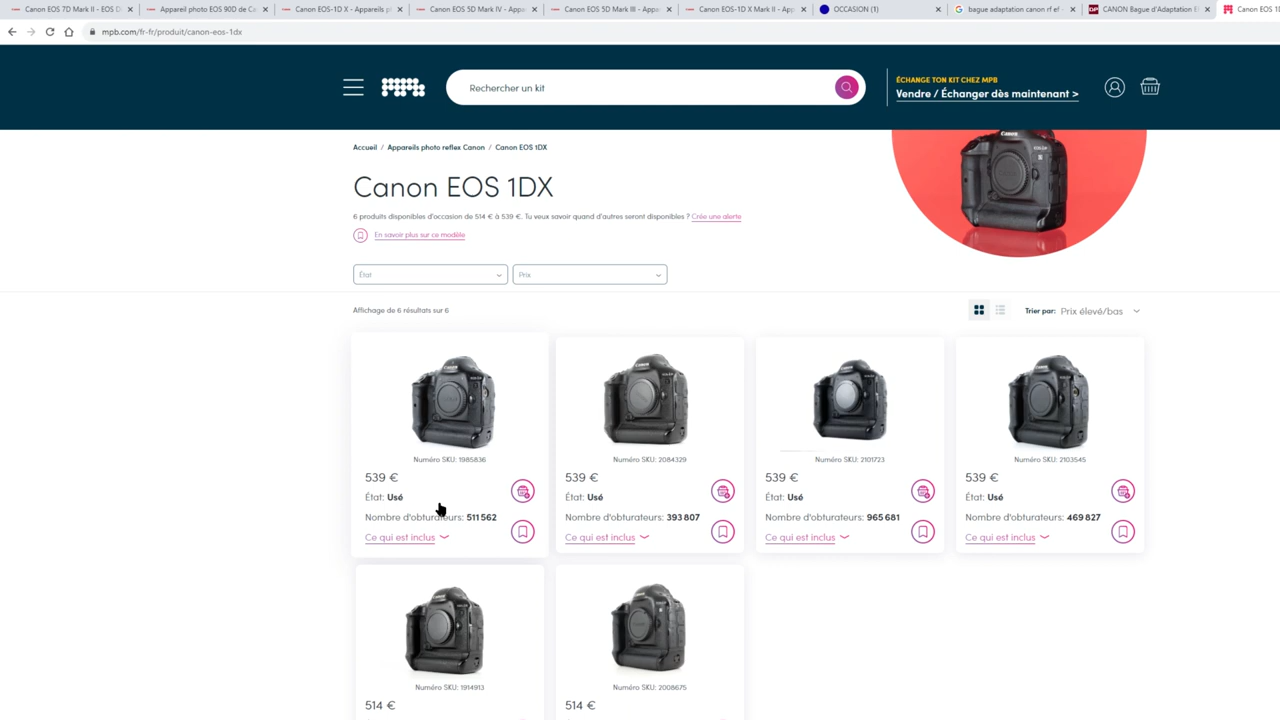 Canon EOS 7D Mark II - EOS D
Appareil photo EOS 90D de Ca
Canon EOS-1D X - Appareils pl
Canon EOS 5D Mark IV - Appa
Canon EOS 5D Mark III - Appa
Canon EOS-1D X Mark II - App
OCCASION (1)
bague adaptation canon rf ef -
CANON Bague d'Adaptation E
Canon EOS 1D
mpb.com/fr-fr/produit/canon-eos-1dx
mpb
Rechercher un kit
ÉCHANGE TON KIT CHEZ MPB
Vendre / Échanger dès maintenant >
Accueil / Appareils photo reflex Canon / Canon EOS 1DX
Canon EOS 1DX
6 produits disponibles d'occasion de 514 € à 539 €. Tu veux savoir quand d'autres seront disponibles ? Crée une alerte
En savoir plus sur ce modèle
État
Prix
Affichage de 6 résultats sur 6
Trier par: Prix élevé/bas
Numéro SKU: 1985836
539 €
État: Usé
Nombre d'obturateurs: 511 562
Ce qui est inclus
Numéro SKU: 2084329
539 €
État: Usé
Nombre d'obturateurs: 393 807
Ce qui est inclus
Numéro SKU: 2101723
539 €
État: Usé
Nombre d'obturateurs: 965 681
Ce qui est inclus
Numéro SKU: 2103545
539 €
État: Usé
Nombre d'obturateurs: 469 827
Ce qui est inclus
Numéro SKU: 1914913
514 €
Numéro SKU: 2008675
514 €